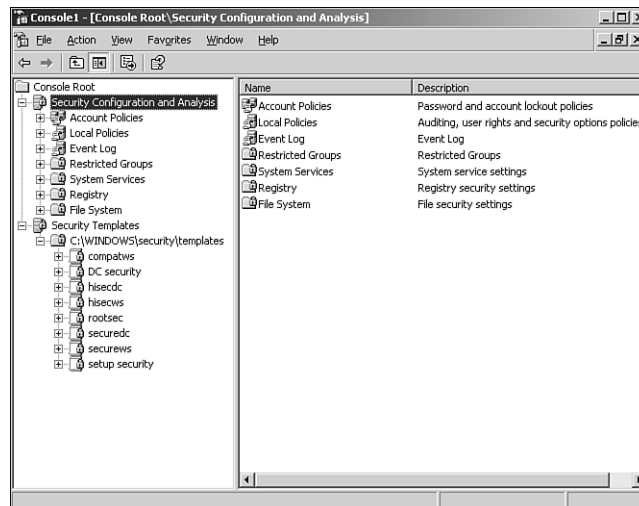 Console1 - [Console Root\Security Configuration and Analysis]
File Action View Favorites Window Help
Console Root
Security Configuration and Analysis
Account Policies
Local Policies
Event Log
Restricted Groups
System Services
Registry
File System
Security Templates
C:\WINDOWS\security\templates
compatws
DC security
hisecdc
hisecws
rootsec
securedc
securews
setup security
Name Description
Account Policies Password and account lockout policies
Local Policies Auditing, user rights and security options policies
Event Log Event Log
Restricted Groups Restricted Groups
System Services System service settings
Registry Registry security settings
File System File security settings